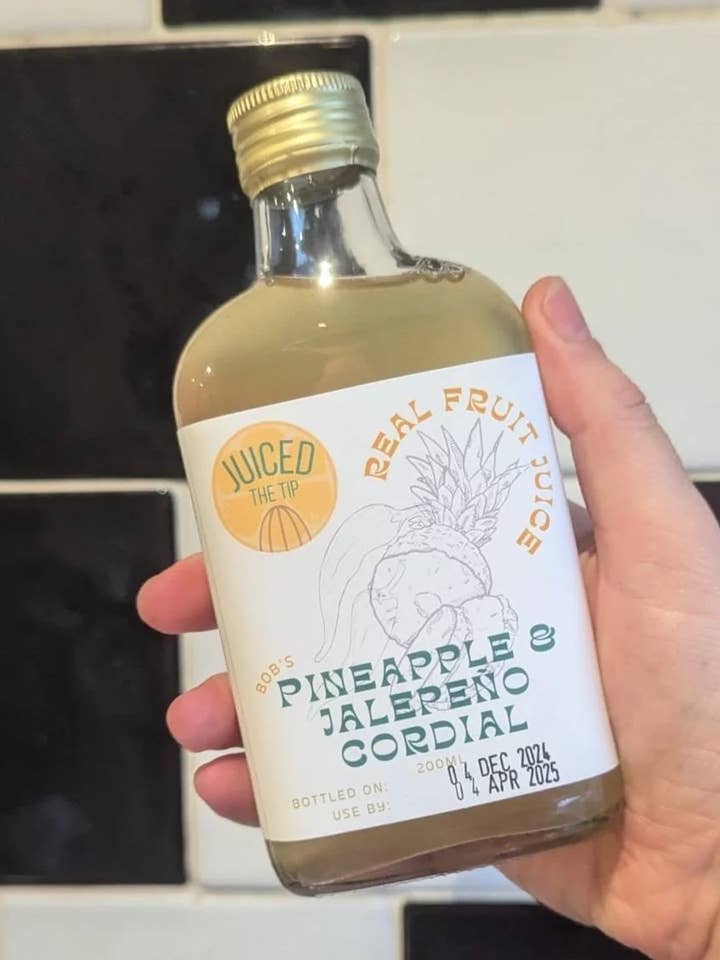 JUICED
THE TIP
REAL FRUIT JUICE
BOB'S
PINEAPPLE &
JALEPEÑO
CORDIAL
200ML
BOTTLED ON: 04 DEC 2024
USE BY: 04 APR 2025